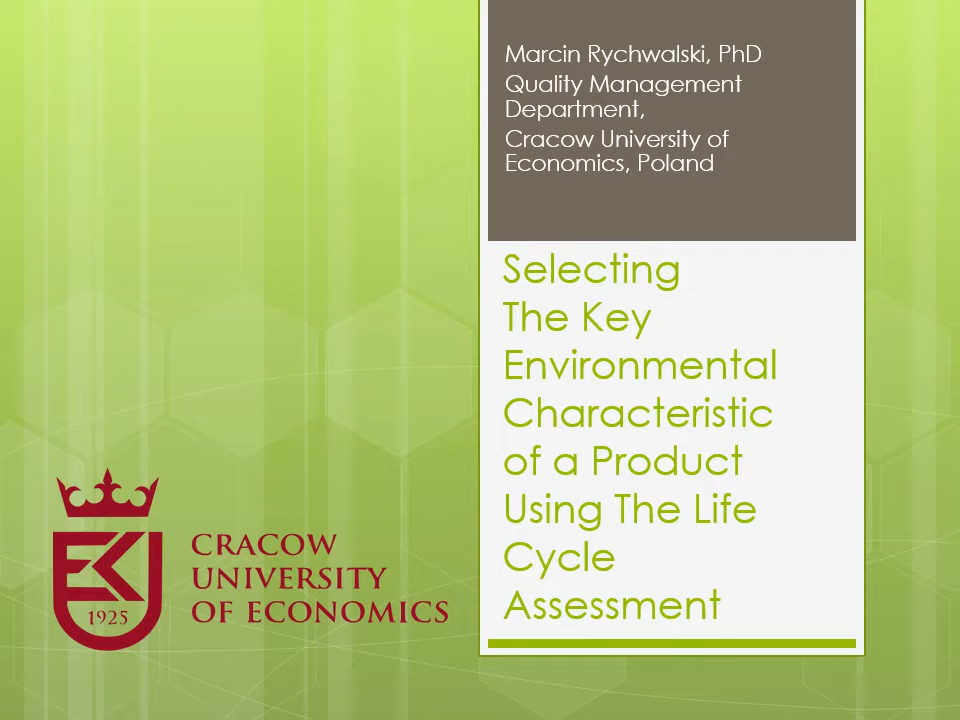 Marcin Rychwalski, PhD
Quality Management
Department,
Cracow University of
Economics, Poland
Selecting
The Key
Environmental
Characteristic
of a Product
Using The Life
Cycle
Assessment
EK
1925
CRACOW
UNIVERSITY
OF ECONOMICS